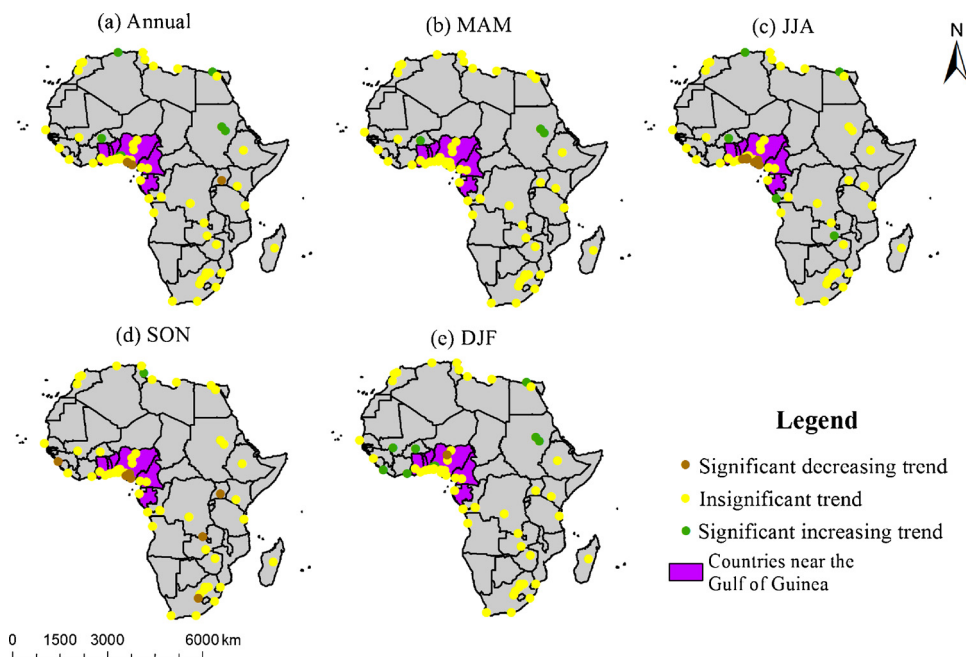 (a) Annual
(b) MAM
(c) JJA
N
(d) SON
(e) DJF
Legend
Significant decreasing trend
Insignificant trend
Significant increasing trend
Countries near the
Gulf of Guinea
0 1500 3000 6000 km